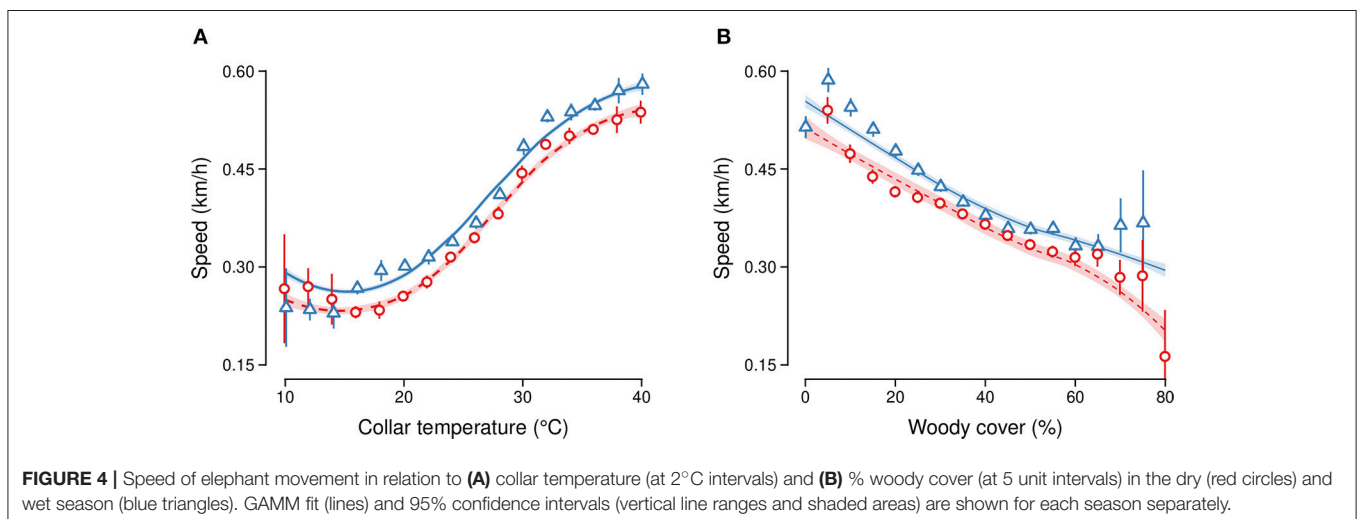 A
B
0.60
0.45
0.30
0.15
Speed (km/h)
10
20
30
40
Collar temperature (°C)
0.60
0.45
0.30
0.15
Speed (km/h)
0
20
40
60
80
Woody cover (%)
FIGURE 4 | Speed of elephant movement in relation to (A) collar temperature (at 2°C intervals) and (B) % woody cover (at 5 unit intervals) in the dry (red circles) and
wet season (blue triangles). GAMM fit (lines) and 95% confidence intervals (vertical line ranges and shaded areas) are shown for each season separately.